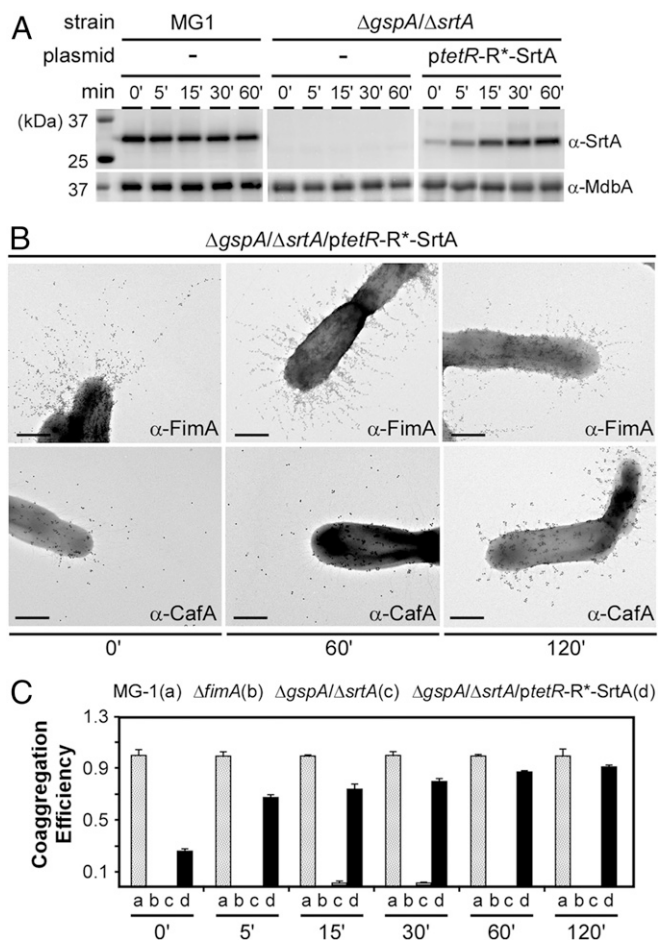 A
strain MG1 ΔgspA/ΔsrtA
plasmid - - ptetR-R*-SrtA
min 0' 5' 15' 30' 60' 0' 5' 15' 30' 60' 0' 5' 15' 30' 60'
(kDa) 37
25
α-SrtA
37
α-MdbA
B
ΔgspA/ΔsrtA/ptetR-R*-SrtA
α-FimA α-FimA α-FimA
α-CafA α-CafA α-CafA
0' 60' 120'
C
MG-1(a) ΔfimA(b) ΔgspA/ΔsrtA(c) ΔgspA/ΔsrtA/ptetR-R*-SrtA(d)
Coaggregation
Efficiency
1.3
0.9
0.5
0.1
a b c d a b c d a b c d a b c d a b c d a b c d
0' 5' 15' 30' 60' 120'